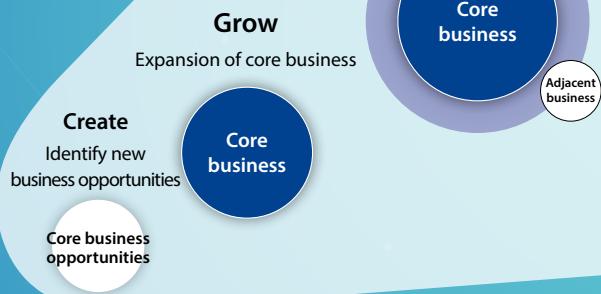 Core
business
Grow
Expansion of core business
Adjacent
business
Create
Identify new
business opportunities
Core
business
Core business
opportunities